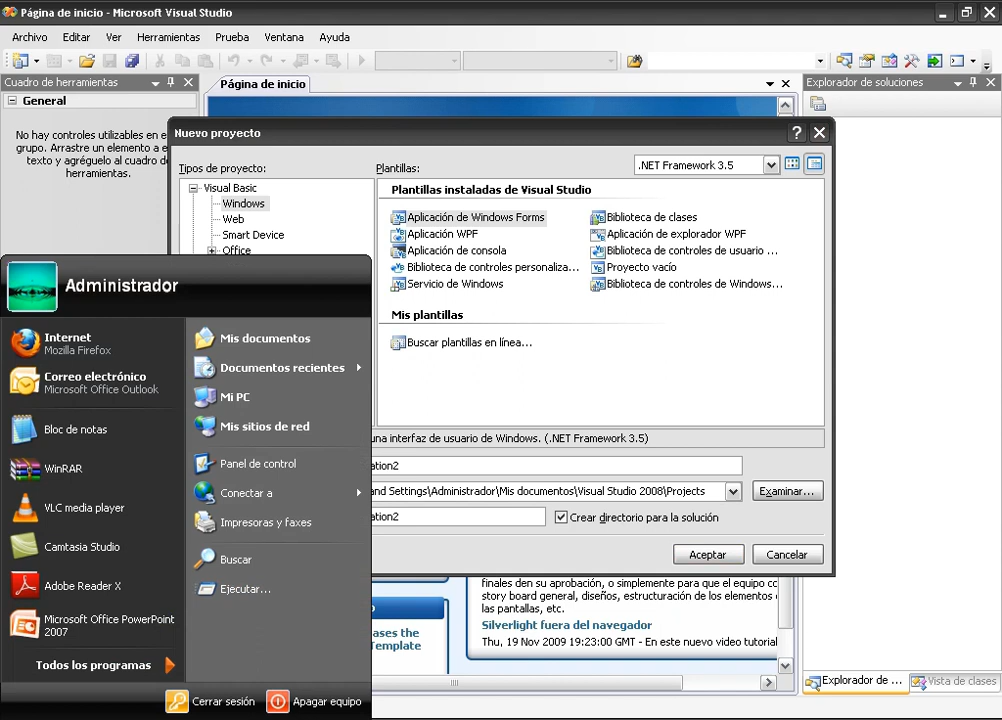 Página de inicio - Microsoft Visual Studio
Archivo Editar Ver Herramientas Prueba Ventana Ayuda
Cuadro de herramientas
General
No hay controles utilizables en e
grupo. Arrastre un elemento a e
texto y agréguelo al cuadro de
herramientas.
Página de inicio
Explorador de soluciones
Nuevo proyecto
Tipos de proyecto:
Plantillas:
.NET Framework 3.5
Visual Basic
Windows
Web
Smart Device
Office
Plantillas instaladas de Visual Studio
Aplicación de Windows Forms
Biblioteca de clases
Aplicación WPF
Aplicación de explorador WPF
Aplicación de consola
Biblioteca de controles de usuario ...
Biblioteca de controles personaliza...
Proyecto vacío
Servicio de Windows
Biblioteca de controles de Windows...
Mis plantillas
Buscar plantillas en línea...
una interfaz de usuario de Windows. (.NET Framework 3.5)
ation2
and Settings\Administrador\Mis documentos\Visual Studio 2008\Projects
Examinar...
ation2
Crear directorio para la solución
Aceptar
Cancelar
Administrador
Internet
Mozilla Firefox
Correo electrónico
Microsoft Office Outlook
Bloc de notas
WinRAR
VLC media player
Camtasia Studio
Adobe Reader X
Microsoft Office PowerPoint
2007
Todos los programas
Mis documentos
Documentos recientes
Mi PC
Mis sitios de red
Panel de control
Conectar a
Impresoras y faxes
Buscar
Ejecutar...
Cerrar sesión
Apagar equipo
ases the
Template
finales den su aprobación, o simplemente para que el equipo co
story board general, diseños, estructuración de los elementos
las pantallas, etc.
Silverlight fuera del navegador
Thu, 19 Nov 2009 19:23:00 GMT - En este nuevo video tutorial
Explorador de ...
Vista de clases